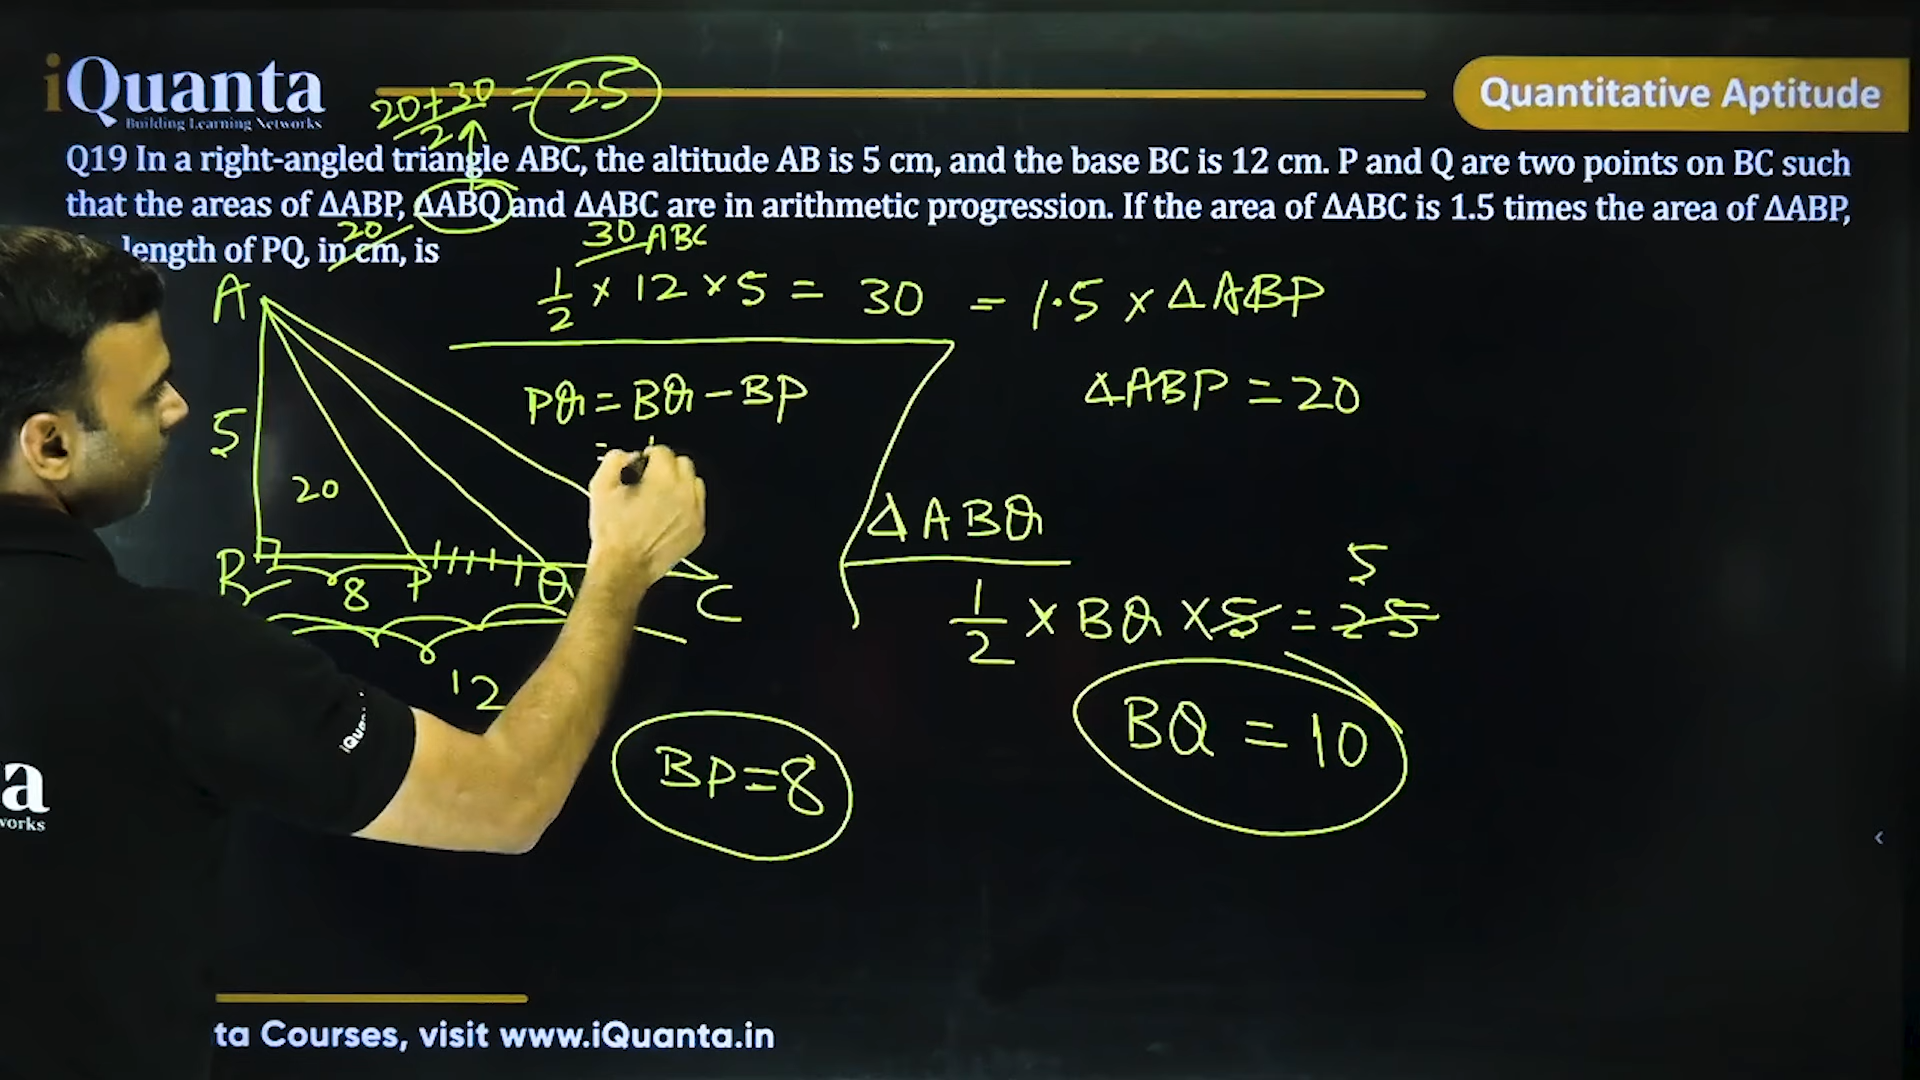 iQuanta
Building Learning Networks
20+30
2
= 25
Quantitative Aptitude
Q19 In a right-angled triangle ABC, the altitude AB is 5 cm, and the base BC is 12 cm. P and Q are two points on BC such
that the areas of ΔABP, ΔABQ and ΔABC are in arithmetic progression. If the area of ΔABC is 1.5 times the area of ΔABP,
length of PQ, in cm, is
20
30 ABC
1/2 × 12 × 5 = 30 = 1.5 × ΔABP
ΔABP = 20
A
5
20
B 8 P Q C
12
PQ = BQ - BP
=
ΔABQ
1/2 × BQ × 5 = 25
5
BQ = 10
BP = 8
iQuan
a
works
ta Courses, visit www.iQuanta.in